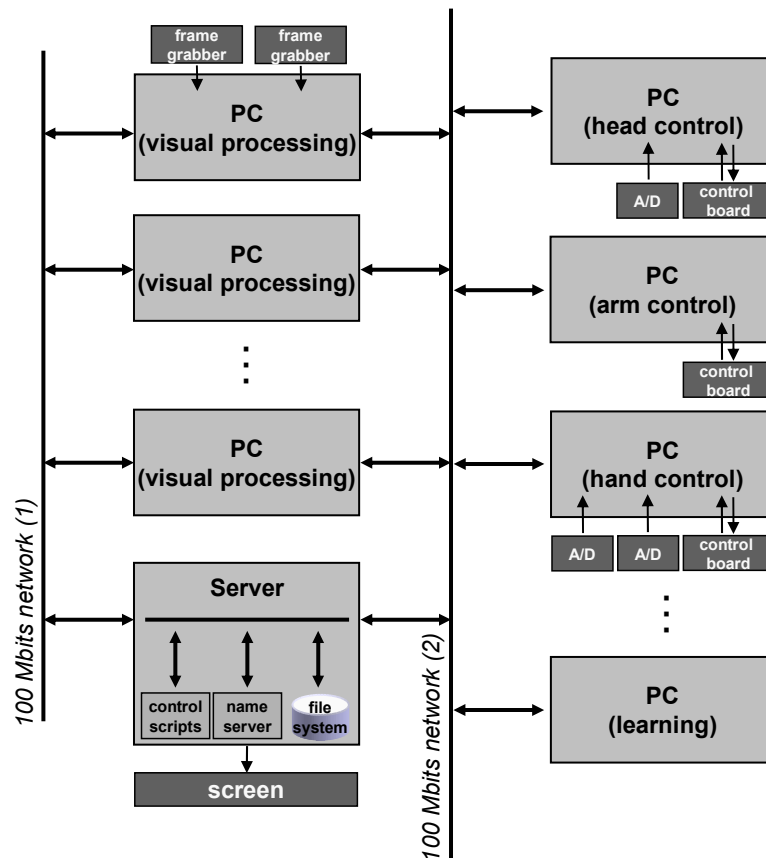 frame
grabber
frame
grabber
PC
(visual processing)
PC
(visual processing)
PC
(visual processing)
Server
control
scripts
name
server
file
system
screen
100 Mbits network (1)
100 Mbits network (2)
PC
(head control)
A/D
control
board
PC
(arm control)
control
board
PC
(hand control)
A/D
A/D
control
board
PC
(learning)